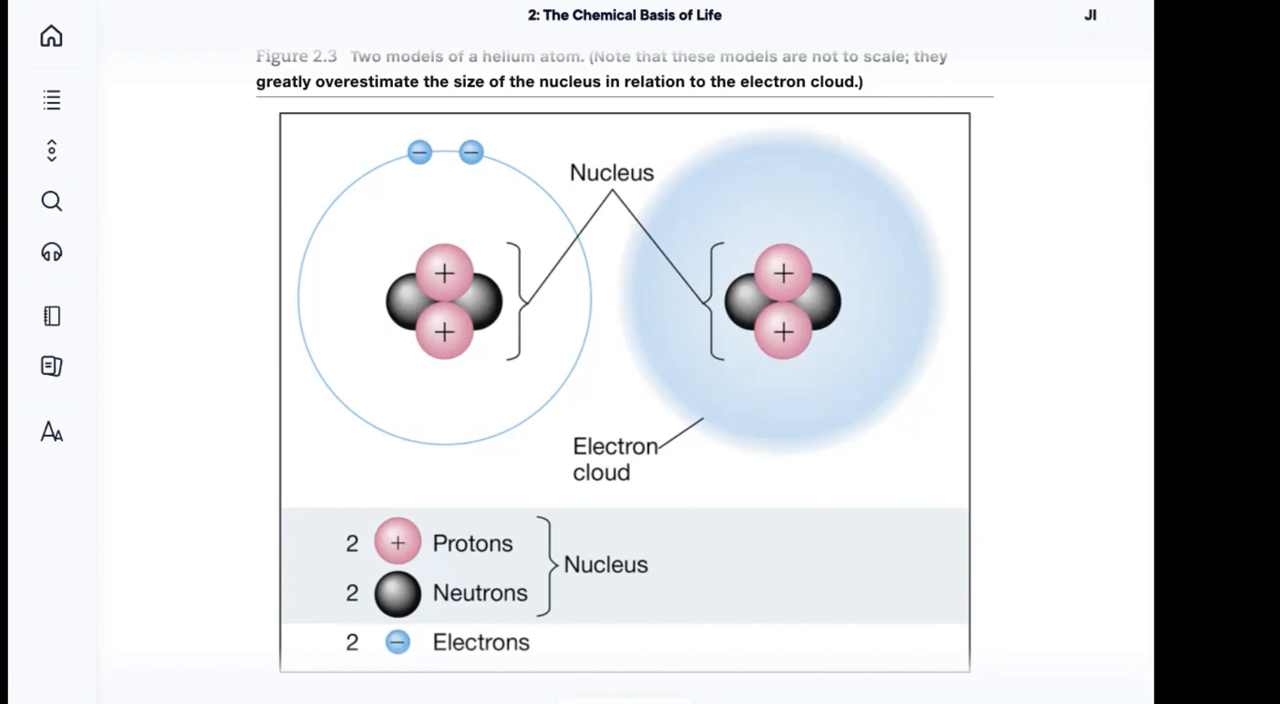 2: The Chemical Basis of Life
JI
Figure 2.3 Two models of a helium atom. (Note that these models are not to scale; they
greatly overestimate the size of the nucleus in relation to the electron cloud.)
− −
Nucleus
+ +
+ +
Electron
cloud
2 + Protons
Nucleus
2 Neutrons
2 − Electrons
AA